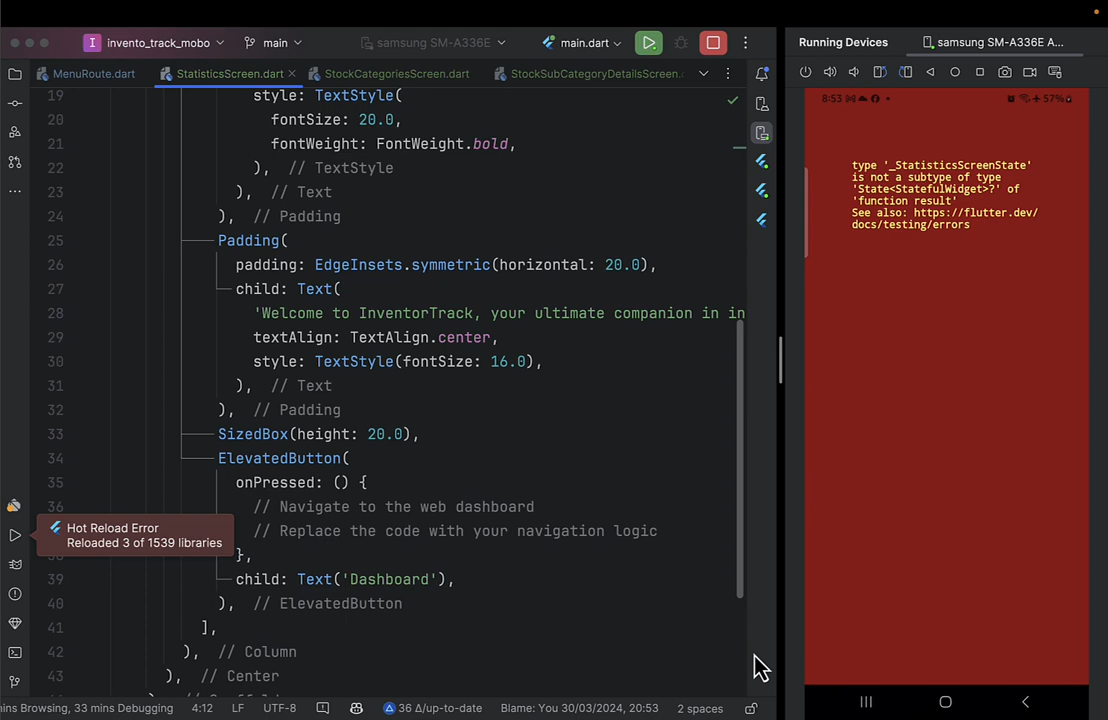 I invento_track_mobo main samsung SM-A336E main.dart
Running Devices samsung SM-A336E A...
MenuRoute.dart StatisticsScreen.dart StockCategoriesScreen.dart StockSubCategoryDetailsScreen.
19 style: TextStyle(
20 fontSize: 20.0,
21 fontWeight: FontWeight.bold,
22 ), // TextStyle
23 ), // Text
24 ), // Padding
25 Padding(
26 padding: EdgeInsets.symmetric(horizontal: 20.0),
27 child: Text(
28 'Welcome to InventorTrack, your ultimate companion in in
29 textAlign: TextAlign.center,
30 style: TextStyle(fontSize: 16.0),
31 ), // Text
32 ), // Padding
33 SizedBox(height: 20.0),
34 ElevatedButton(
35 onPressed: () {
36 // Navigate to the web dashboard
// Replace the code with your navigation logic
},
39 child: Text('Dashboard'),
40 ), // ElevatedButton
41 ],
42 ), // Column
43 ), // Center
Hot Reload Error
Reloaded 3 of 1539 libraries
8:53 57%
type '_StatisticsScreenState'
is not a subtype of type
'State<StatefulWidget>?' of
'function result'
See also: https://flutter.dev/
docs/testing/errors
ins Browsing, 33 mins Debugging 4:12 LF UTF-8 36 Δ/up-to-date Blame: You 30/03/2024, 20:53 2 spaces